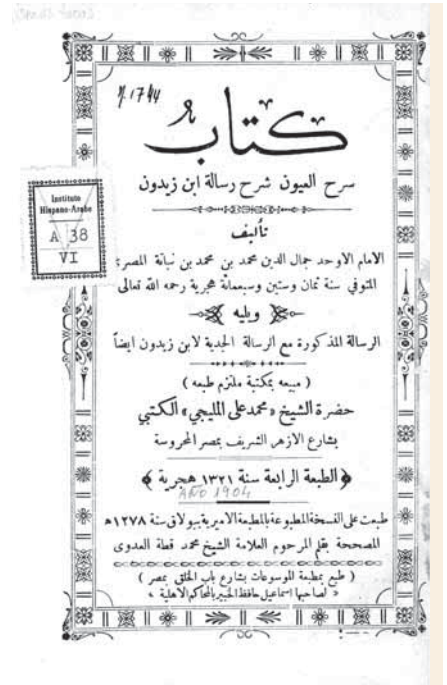 η. 1744
كتاب
سرح العيون شرح رسالة ابن زيدون
تأليف
الامام الاوحد جمال الدين محمد بن محمد بن نباتة المصرى
المتوفي سنة ثمان وستين وسبعمائة هجرية رحمه الله تعالى
ويليه
الرسالة المذكورة مع الرسالة الجدية لابن زيدون ايضاً
( مبيعه بمكتبة ملتزم طبعه )
حضرة الشيخ «محمد على المليجي» الكتبي
بشارع الازهر الشريف بمصر المحروسة
﴿ الطبعة الرابعة سنة ١٣٢١ هجرية ﴾
AÑO 1904
طبعت على النسخة المطبوعة بالمطبعة الاميرية ببولاق سنة ١٢٧٨ ه
المصححة بقلم المرحوم العلامة الشيخ محمد قطة العدوى
( طبع بمطبعة الموسوعات بشارع باب الخلق بمصر )
« لصاحبها اسماعيل حافظ الخبير بالمحاكم الاهلية »
Instituto
Hispano-Arabe
A 38
VI